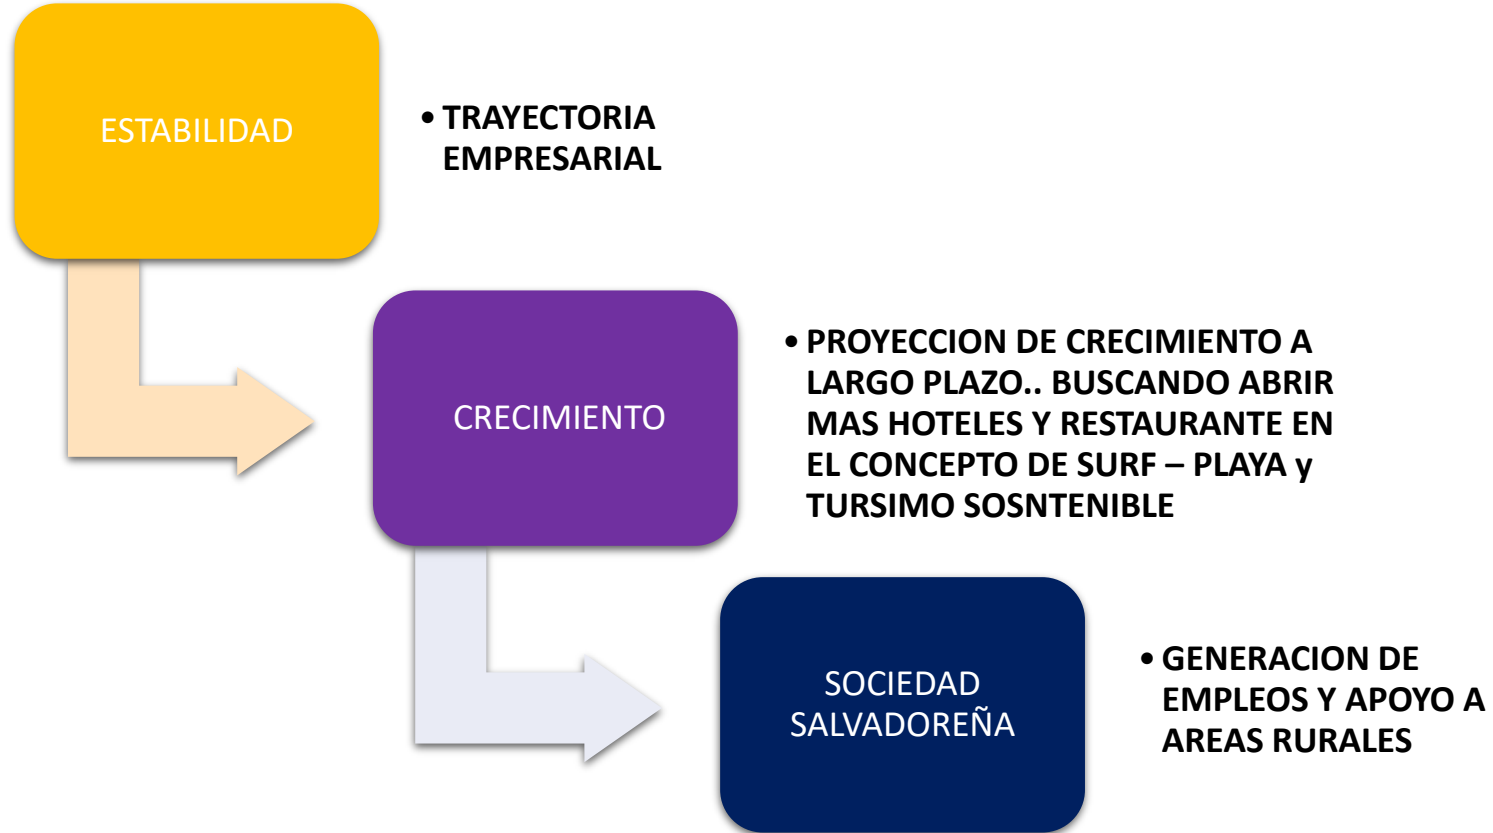 ESTABILIDAD
• TRAYECTORIA
EMPRESARIAL
CRECIMIENTO
• PROYECCION DE CRECIMIENTO A
LARGO PLAZO.. BUSCANDO ABRIR
MAS HOTELES Y RESTAURANTE EN
EL CONCEPTO DE SURF – PLAYA y
TURSIMO SOSNTENIBLE
SOCIEDAD
SALVADOREÑA
• GENERACION DE
EMPLEOS Y APOYO A
AREAS RURALES